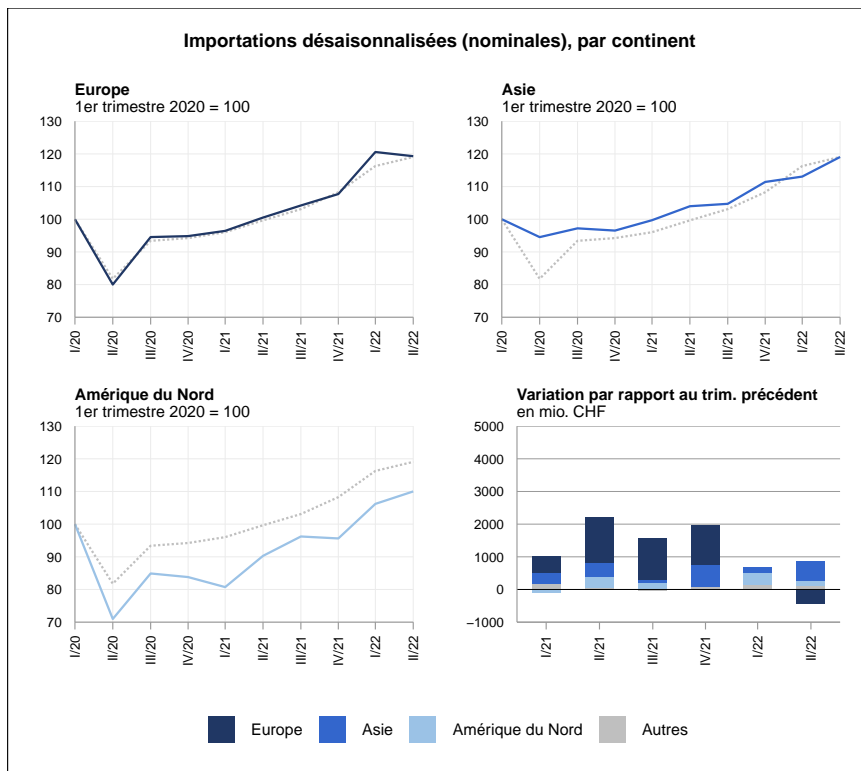 Importations désaisonnalisées (nominales), par continent
Europe
1er trimestre 2020 = 100
130
120
110
100
90
80
70
I/20
II/20
III/20
IV/20
I/21
II/21
III/21
IV/21
I/22
II/22
Asie
1er trimestre 2020 = 100
130
120
110
100
90
80
70
I/20
II/20
III/20
IV/20
I/21
II/21
III/21
IV/21
I/22
II/22
Amérique du Nord
1er trimestre 2020 = 100
130
120
110
100
90
80
70
I/20
II/20
III/20
IV/20
I/21
II/21
III/21
IV/21
I/22
II/22
Variation par rapport au trim. précédent
en mio. CHF
5000
4000
3000
2000
1000
0
−1000
I/21
II/21
III/21
IV/21
I/22
II/22
Europe Asie Amérique du Nord Autres